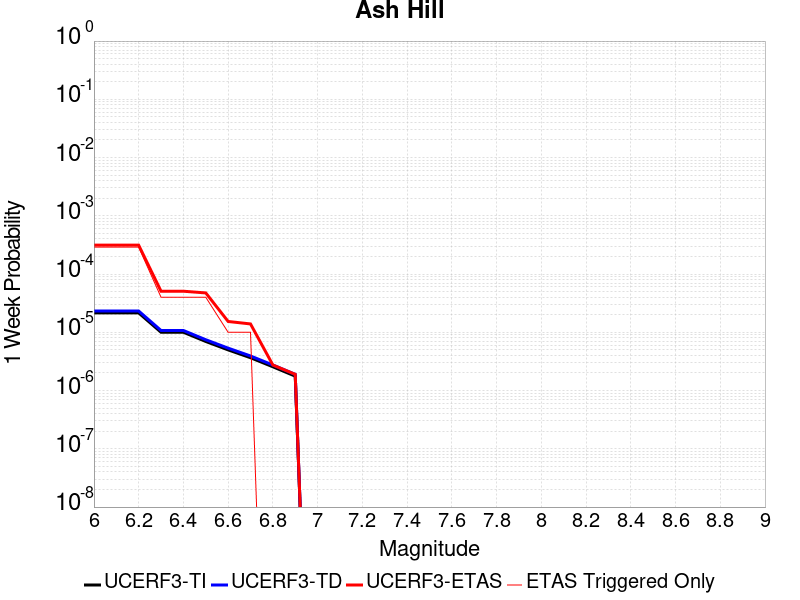 Ash Hill
1 Week Probability
10^0
10^-1
10^-2
10^-3
10^-4
10^-5
10^-6
10^-7
10^-8
6 6.2 6.4 6.6 6.8 7 7.2 7.4 7.6 7.8 8 8.2 8.4 8.6 8.8 9
Magnitude
UCERF3-TI UCERF3-TD UCERF3-ETAS ETAS Triggered Only